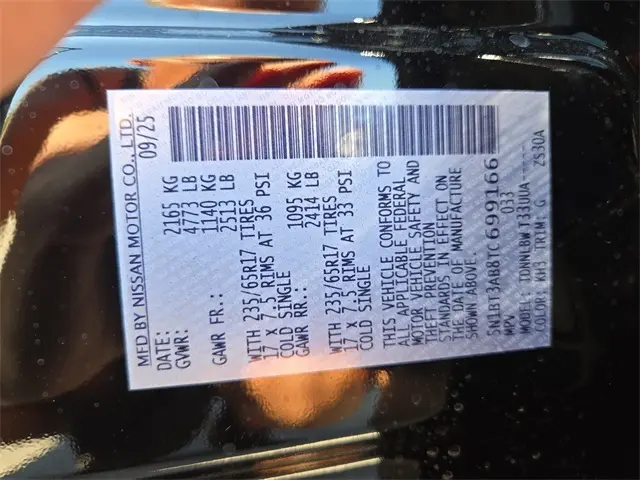 MFD BY NISSAN MOTOR CO., LTD.
DATE: 09/25
GVWR: 2165 KG
4773 LB
GAWR FR.: 1140 KG
2513 LB
WITH 235/65R17 TIRES
17 X 7.5 RIMS AT 36 PSI
COLD SINGLE
GAWR RR.: 1095 KG
2414 LB
WITH 235/65R17 TIRES
17 X 7.5 RIMS AT 33 PSI
COLD SINGLE
THIS VEHICLE CONFORMS TO
ALL APPLICABLE FEDERAL
MOTOR VEHICLE SAFETY AND
THEFT PREVENTION
STANDARDS IN EFFECT ON
THE DATE OF MANUFACTURE
SHOWN ABOVE.
5N1BT3AB8TC699166
MPV 033
MODEL: TDNNLBWT33UUA-----
COLOR: KH3 TRIM: G ZS30A